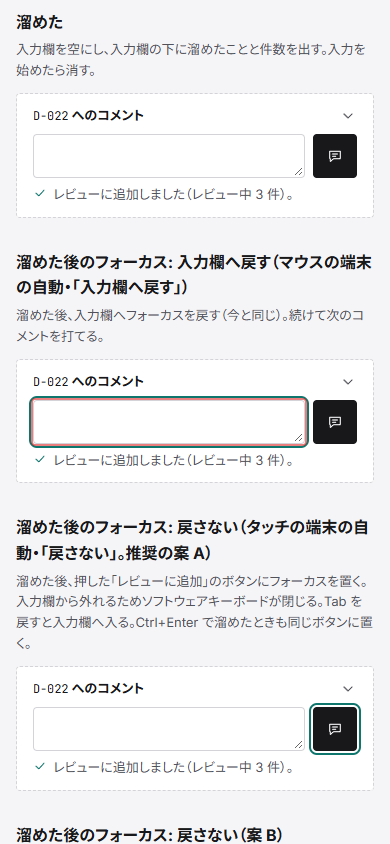 溜めた
入力欄を空にし、入力欄の下に溜めたことと件数を出す。入力を
始めたら消す。
D-022 へのコメント
レビューに追加しました（レビュー中 3 件）。
溜めた後のフォーカス: 入力欄へ戻す（マウスの端末
の自動・「入力欄へ戻す」）
溜めた後、入力欄へフォーカスを戻す（今と同じ）。続けて次のコ
メントを打てる。
D-022 へのコメント
レビューに追加しました（レビュー中 3 件）。
溜めた後のフォーカス: 戻さない（タッチの端末の自
動・「戻さない」。推奨の案 A）
溜めた後、押した「レビューに追加」のボタンにフォーカスを置く。
入力欄から外れるためソフトウェアキーボードが閉じる。Tab を
戻すと入力欄へ入る。Ctrl+Enter で溜めたときも同じボタンに置
く。
D-022 へのコメント
レビューに追加しました（レビュー中 3 件）。
溜めた後のフォーカス: 戻さない（案 B）